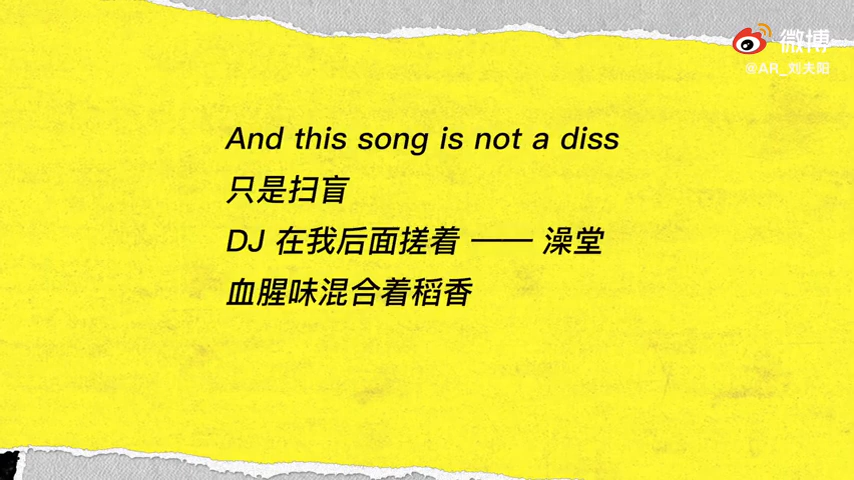 微博
@AR_刘夫阳
And this song is not a diss
只是扫盲
DJ 在我后面搓着 —— 澡堂
血腥味混合着稻香